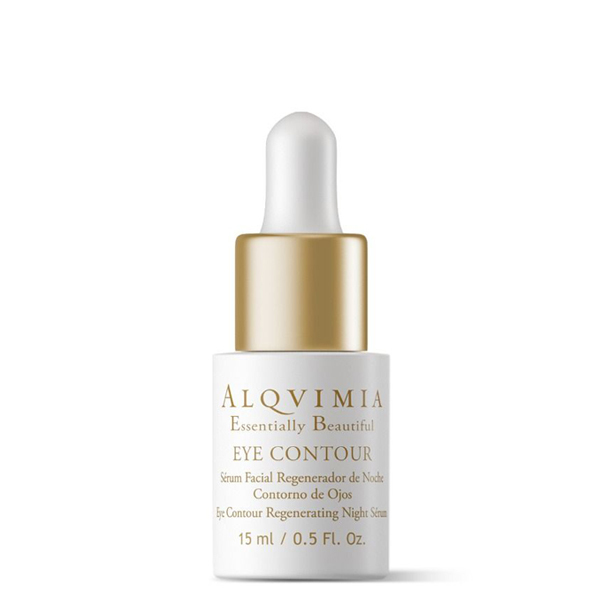 ALQVIMIA
Essentially Beautiful
EYE CONTOUR
Sérum Facial Regenerador de Noche
Contorno de Ojos
Eye Contour Regenerating Night Sérum
15 ml / 0.5 Fl. Oz.